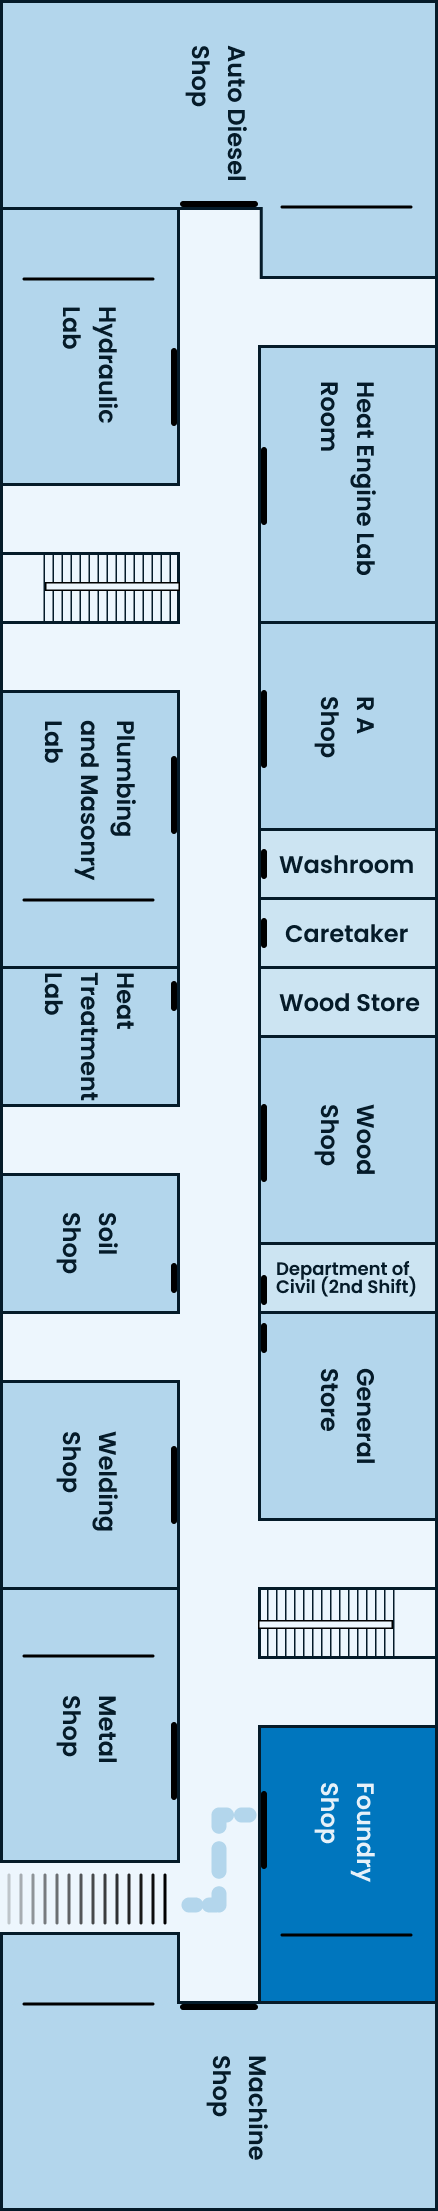 Auto Diesel
Shop
Hydraulic
Lab
Heat Engine Lab
Room
R A
Shop
Plumbing
and Masonry
Lab
Washroom
Caretaker
Heat
Treatment
Lab
Wood Store
Wood
Shop
Soil
Shop
Department of
Civil (2nd Shift)
General
Store
Welding
Shop
Metal
Shop
Foundry
Shop
Machine
Shop